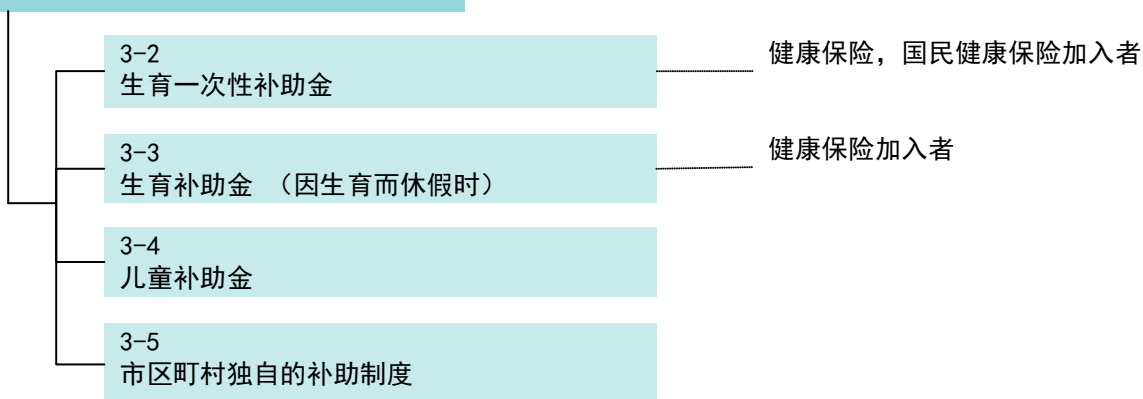 3-2
生育一次性补助金
健康保险，国民健康保险加入者
3-3
生育补助金 （因生育而休假时）
健康保险加入者
3-4
儿童补助金
3-5
市区町村独自的补助制度